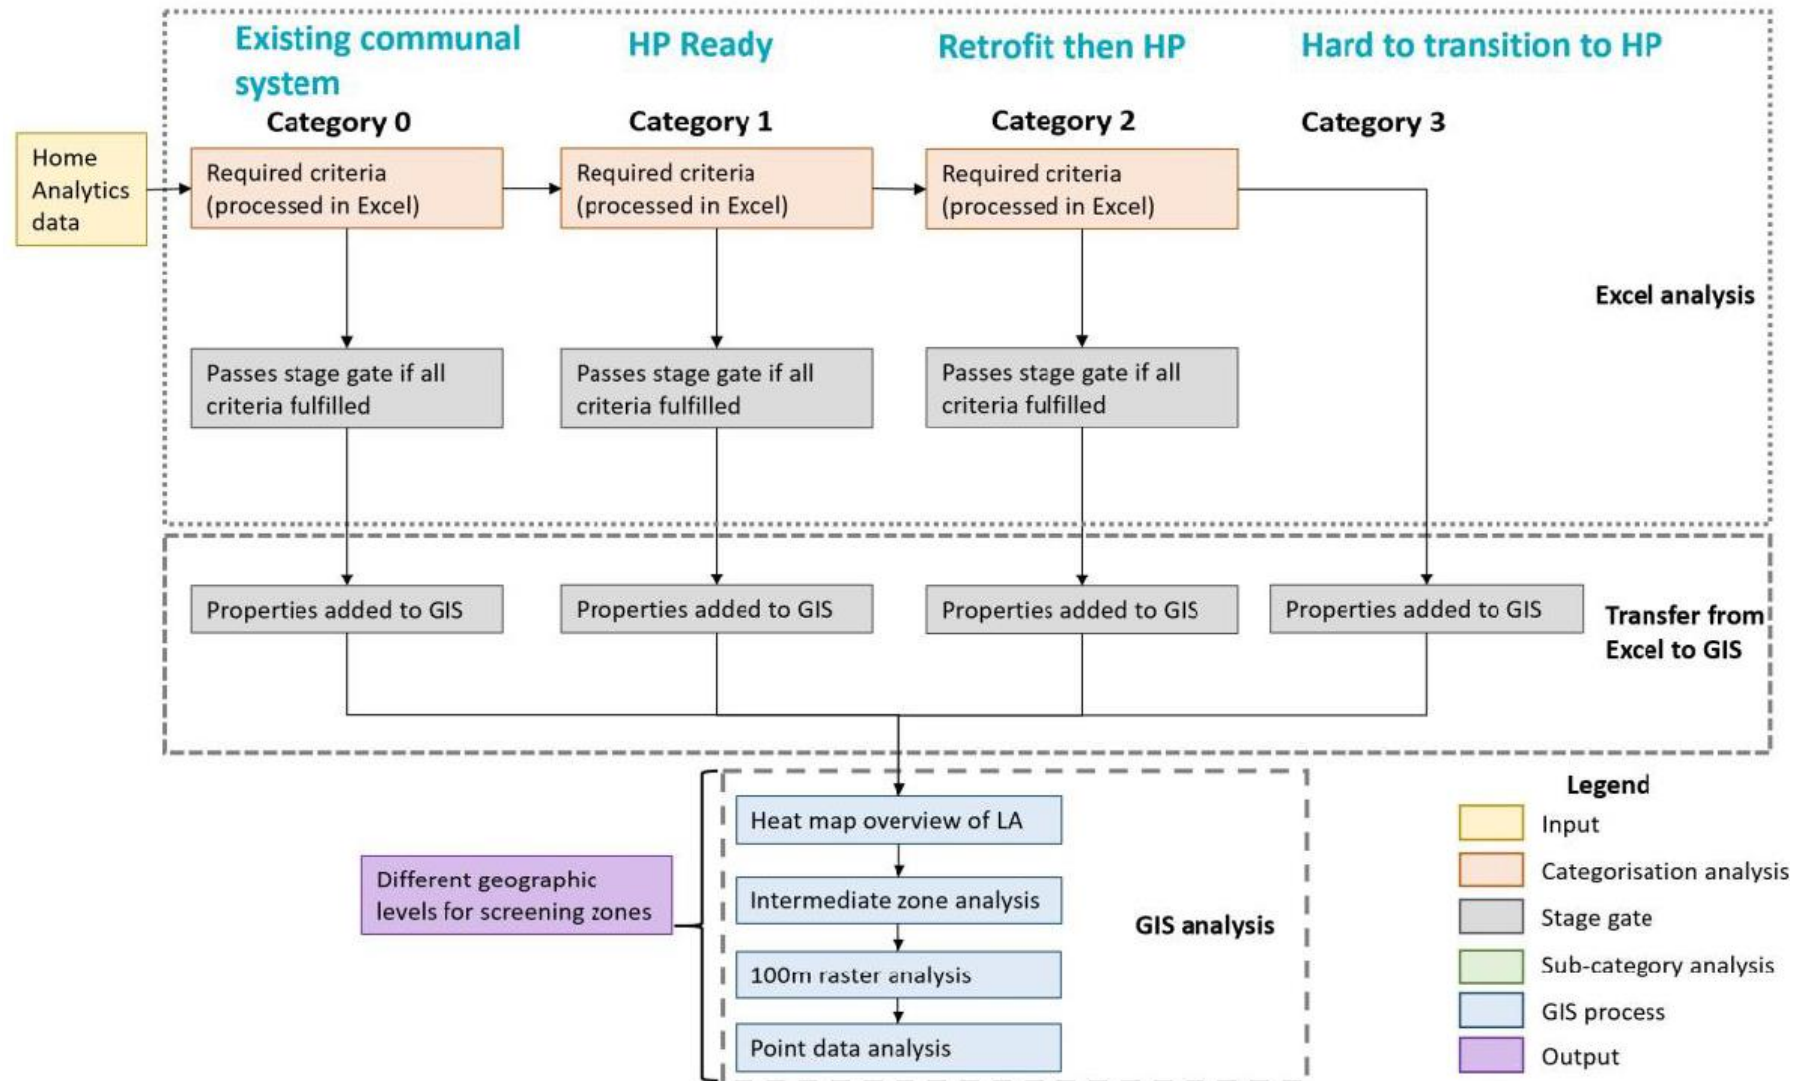 Existing communal
system
HP Ready
Retrofit then HP
Hard to transition to HP
Category 0
Category 1
Category 2
Category 3
Home
Analytics
data
Required criteria
(processed in Excel)
Required criteria
(processed in Excel)
Required criteria
(processed in Excel)
Excel analysis
Passes stage gate if all
criteria fulfilled
Passes stage gate if all
criteria fulfilled
Passes stage gate if all
criteria fulfilled
Properties added to GIS
Properties added to GIS
Properties added to GIS
Properties added to GIS
Transfer from
Excel to GIS
Heat map overview of LA
Intermediate zone analysis
100m raster analysis
Point data analysis
Different geographic
levels for screening zones
GIS analysis
Legend
Input
Categorisation analysis
Stage gate
Sub-category analysis
GIS process
Output